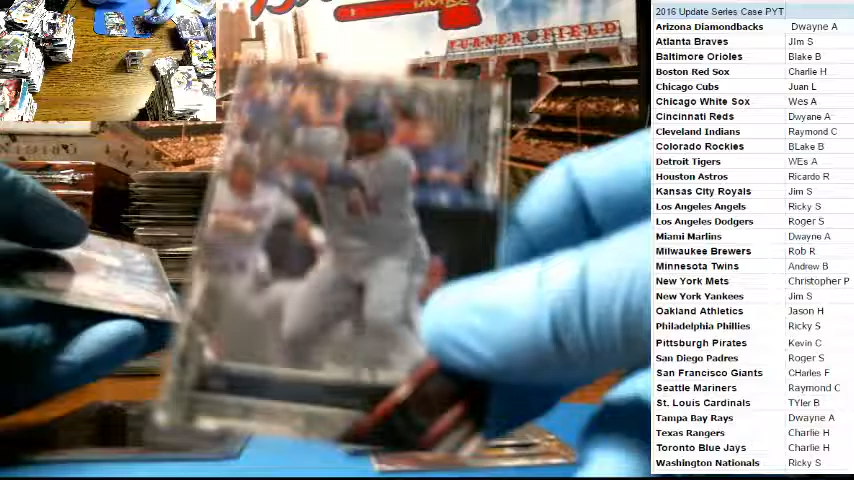 2016 Update Series Case PYT
Arizona Diamondbacks Dwayne A
Atlanta Braves Jim S
Baltimore Orioles Blake B
Boston Red Sox Charlie H
Chicago Cubs Juan L
Chicago White Sox Wes A
Cincinnati Reds Dwyane A
Cleveland Indians Raymond C
Colorado Rockies BLake B
Detroit Tigers WEs A
Houston Astros Ricardo R
Kansas City Royals Jim S
Los Angeles Angels Ricky S
Los Angeles Dodgers Roger S
Miami Marlins Dwayne A
Milwaukee Brewers Rob R
Minnesota Twins Andrew B
New York Mets Christopher P
New York Yankees Jim S
Oakland Athletics Jason H
Philadelphia Phillies Ricky S
Pittsburgh Pirates Kevin C
San Diego Padres Roger S
San Francisco Giants CHarles F
Seattle Mariners Raymond C
St. Louis Cardinals TYler B
Tampa Bay Rays Dwayne A
Texas Rangers Charlie H
Toronto Blue Jays Charlie H
Washington Nationals Ricky S
TURNER FIELD